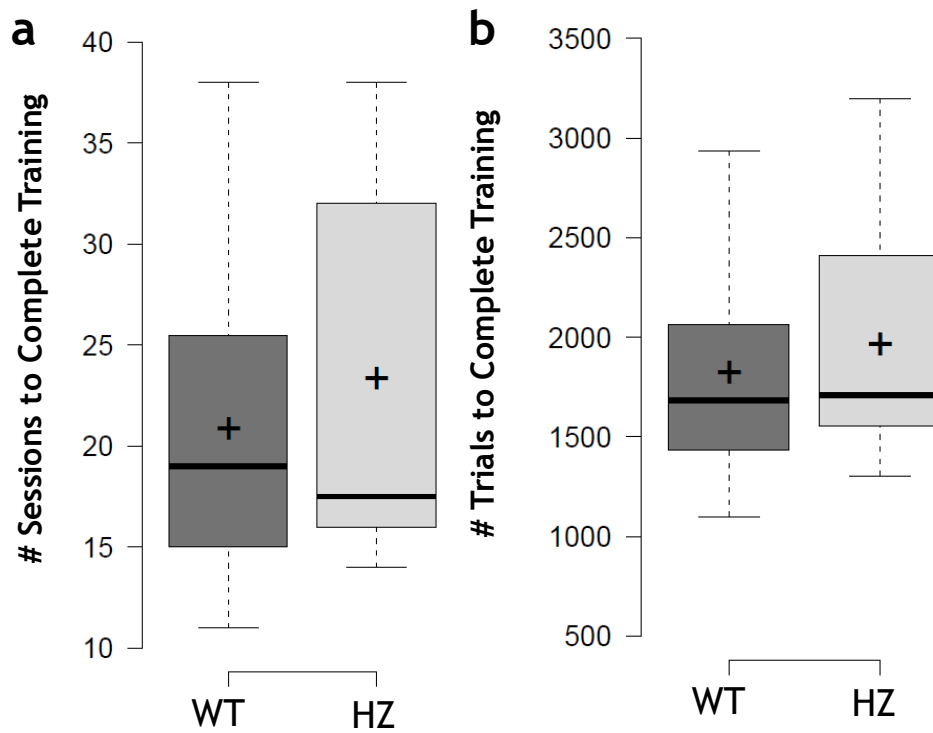 a
# Sessions to Complete Training
40
35
30
25
20
15
10
WT
HZ
b
# Trials to Complete Training
3500
3000
2500
2000
1500
1000
500
WT
HZ